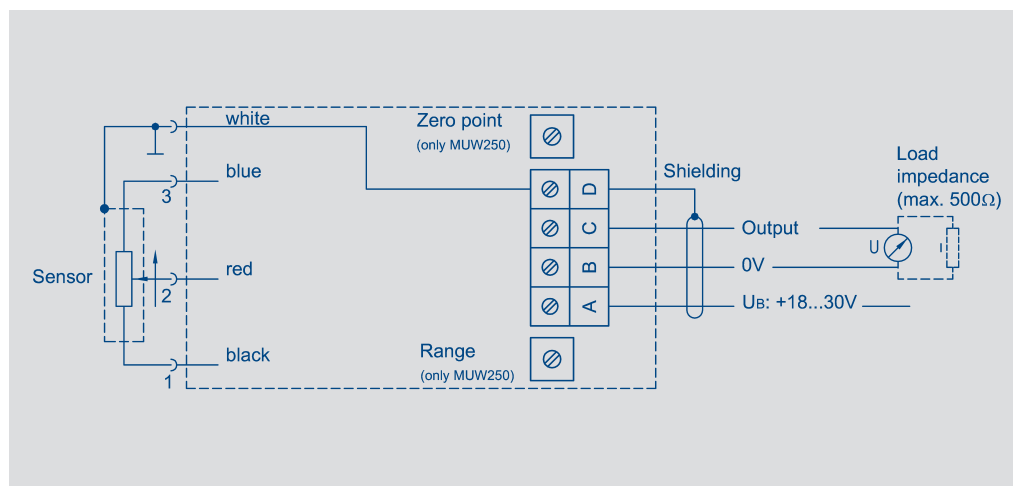 white
Zero point
(only MUW250)
blue
3
Shielding
Load
impedance
(max. 500Ω)
D
C
Output
U
I
red
B
0V
Sensor
2
A
UB: +18...30V
black
1
Range
(only MUW250)